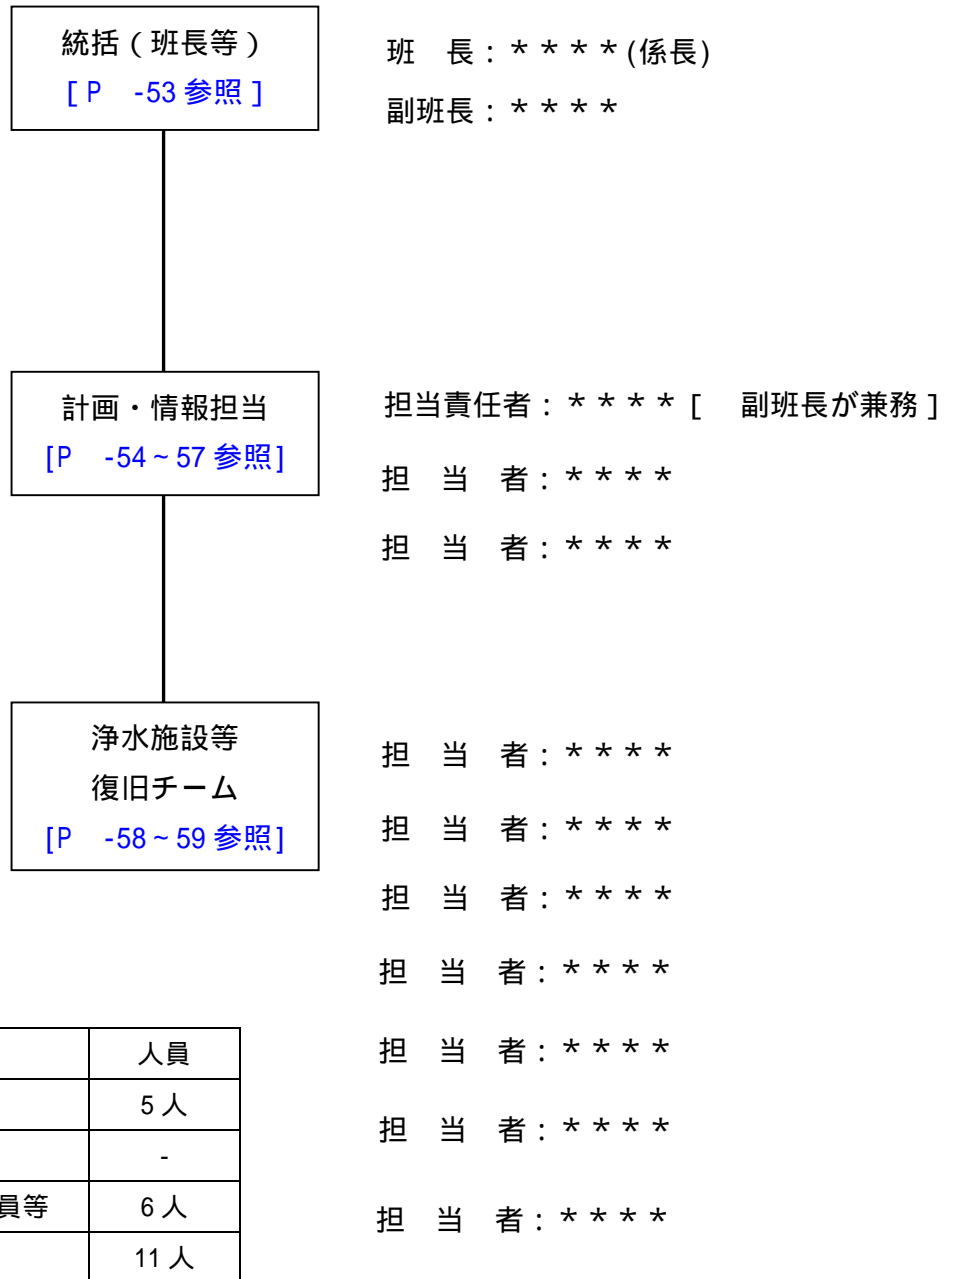 統括（班長等）
[ P　-53 参照 ]
班　長：＊＊＊＊(係長)
副班長：＊＊＊＊
計画・情報担当
[P　-54～57 参照]
担当責任者：＊＊＊＊ [　副班長が兼務 ]
担　当　者：＊＊＊＊
担　当　者：＊＊＊＊
浄水施設等
復旧チーム
[P　-58～59 参照]
担　当　者：＊＊＊＊
担　当　者：＊＊＊＊
担　当　者：＊＊＊＊
担　当　者：＊＊＊＊
担　当　者：＊＊＊＊
担　当　者：＊＊＊＊
担　当　者：＊＊＊＊
人員
5 人
-
員等　6 人
11 人